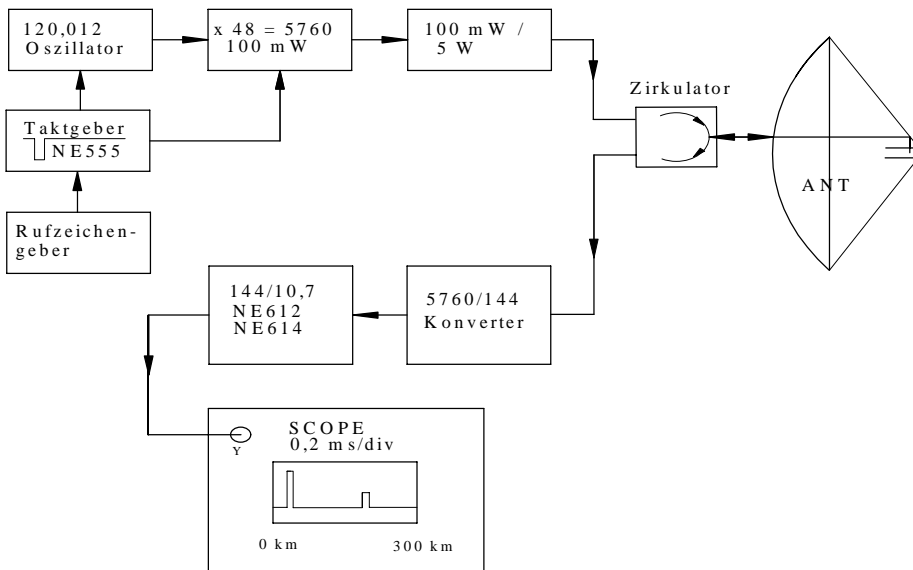 120,012
Oszillator
x 48 = 5760
100 mW
100 mW /
5 W
Zirkulator
Taktgeber
NE555
ANT
Rufzeichen-
geber
144/10,7
NE612
NE614
5760/144
Konverter
SCOPE
0,2 ms/div
Y
0 km
300 km